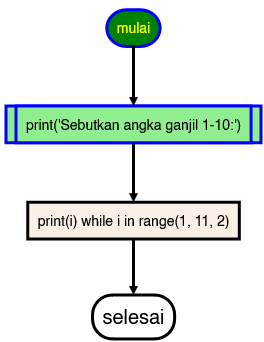 mulai
print('Sebutkan angka ganjil 1-10:')
print(i) while i in range(1, 11, 2)
selesai